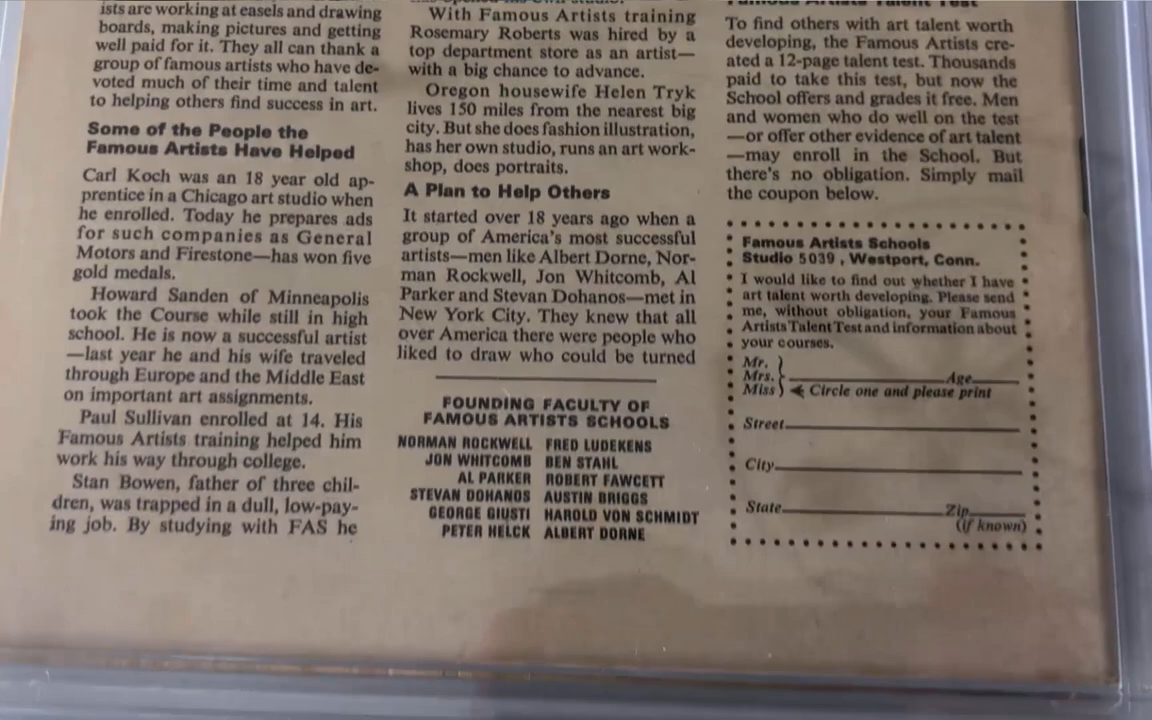 ists are working at easels and drawing
boards, making pictures and getting
well paid for it. They all can thank a
group of famous artists who have de-
voted much of their time and talent
to helping others find success in art.
Some of the People the
Famous Artists Have Helped
Carl Koch was an 18 year old ap-
prentice in a Chicago art studio when
he enrolled. Today he prepares ads
for such companies as General
Motors and Firestone—has won five
gold medals.
Howard Sanden of Minneapolis
took the Course while still in high
school. He is now a successful artist
—last year he and his wife traveled
through Europe and the Middle East
on important art assignments.
Paul Sullivan enrolled at 14. His
Famous Artists training helped him
work his way through college.
Stan Bowen, father of three chil-
dren, was trapped in a dull, low-pay-
ing job. By studying with FAS he
With Famous Artists training
Rosemary Roberts was hired by a
top department store as an artist—
with a big chance to advance.
Oregon housewife Helen Tryk
lives 150 miles from the nearest big
city. But she does fashion illustration,
has her own studio, runs an art work-
shop, does portraits.
A Plan to Help Others
It started over 18 years ago when a
group of America's most successful
artists—men like Albert Dorne, Nor-
man Rockwell, Jon Whitcomb, Al
Parker and Stevan Dohanos—met in
New York City. They knew that all
over America there were people who
liked to draw who could be turned
FOUNDING FACULTY OF
FAMOUS ARTISTS SCHOOLS
NORMAN ROCKWELL FRED LUDEKENS
JON WHITCOMB BEN STAHL
AL PARKER ROBERT FAWCETT
STEVAN DOHANOS AUSTIN BRIGGS
GEORGE GIUSTI HAROLD VON SCHMIDT
PETER HELCK ALBERT DORNE
Famous Artists Talent Test
To find others with art talent worth
developing, the Famous Artists cre-
ated a 12-page talent test. Thousands
paid to take this test, but now the
School offers and grades it free. Men
and women who do well on the test
—or offer other evidence of art talent
—may enroll in the School. But
there's no obligation. Simply mail
the coupon below.
Famous Artists Schools
Studio 5039 , Westport, Conn.
I would like to find out whether I have
art talent worth developing. Please send
me, without obligation, your Famous
Artists Talent Test and information about
your courses.
Mr.
Mrs. Age
Miss Circle one and please print
Street
City
State Zip
(if known)